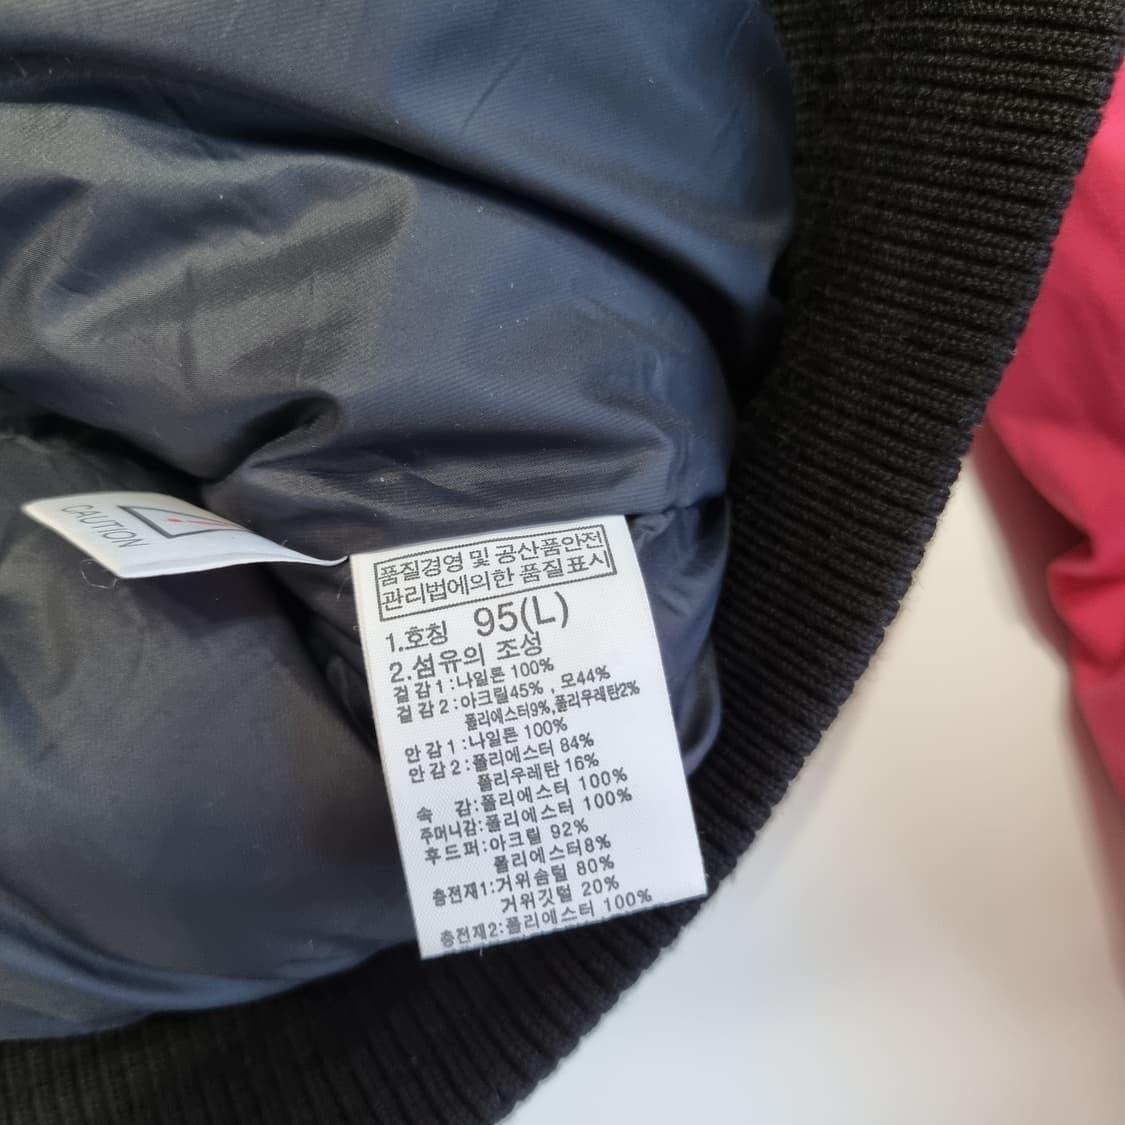 CAUTION
품질경영 및 공산품안전
관리법에의한 품질표시
1.호칭 95(L)
2.섬유의 조성
겉감1:나일론 100%
겉감2:아크릴45%, 모44%
폴리에스터9%,폴리우레탄2%
안감1:나일론 100%
안감2:폴리에스터 84%
폴리우레탄 16%
속 감:폴리에스터 100%
주머니감:폴리에스터 100%
후드퍼:아크릴 92%
폴리에스터8%
충전재1:거위솜털 80%
거위깃털 20%
충전재2:폴리에스터 100%